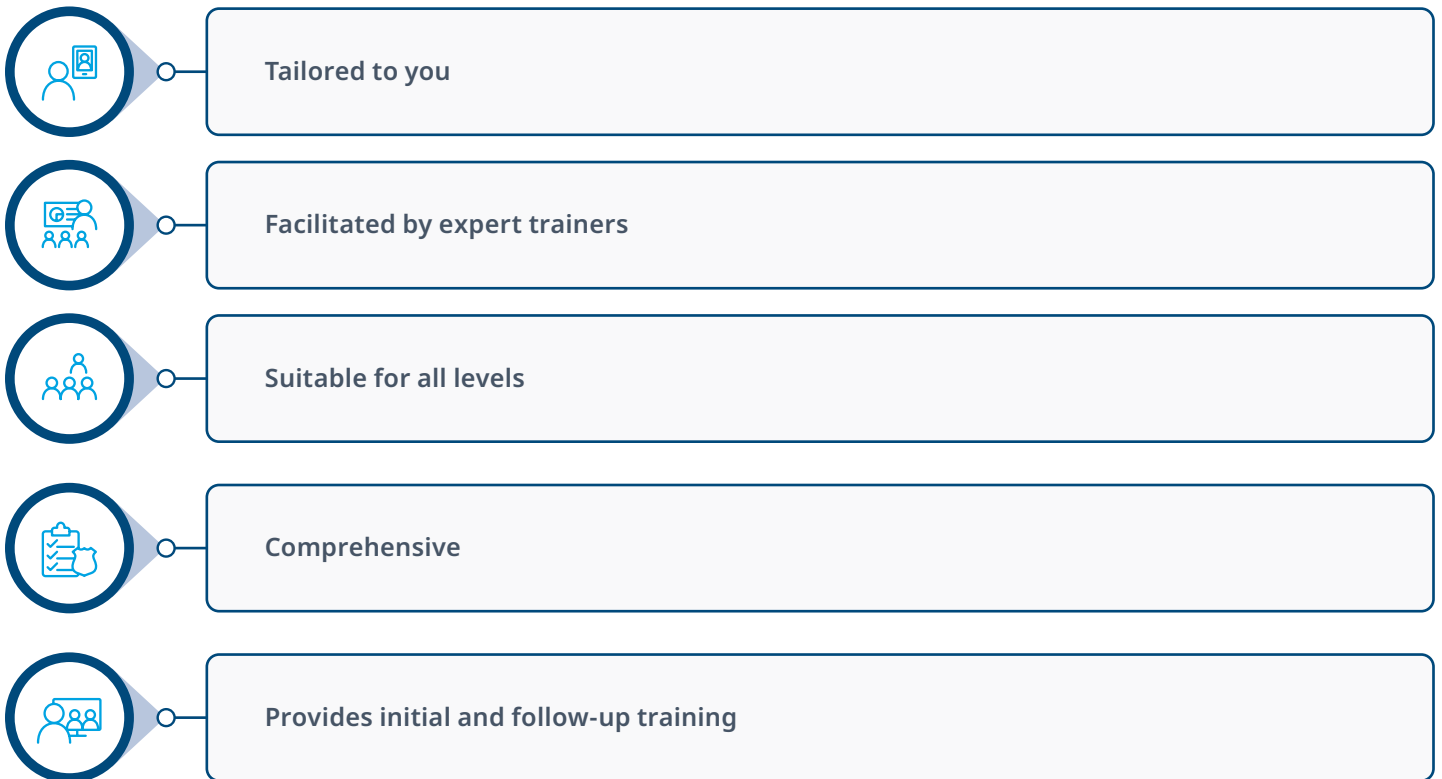 Tailored to you
Facilitated by expert trainers
Suitable for all levels
Comprehensive
Provides initial and follow-up training